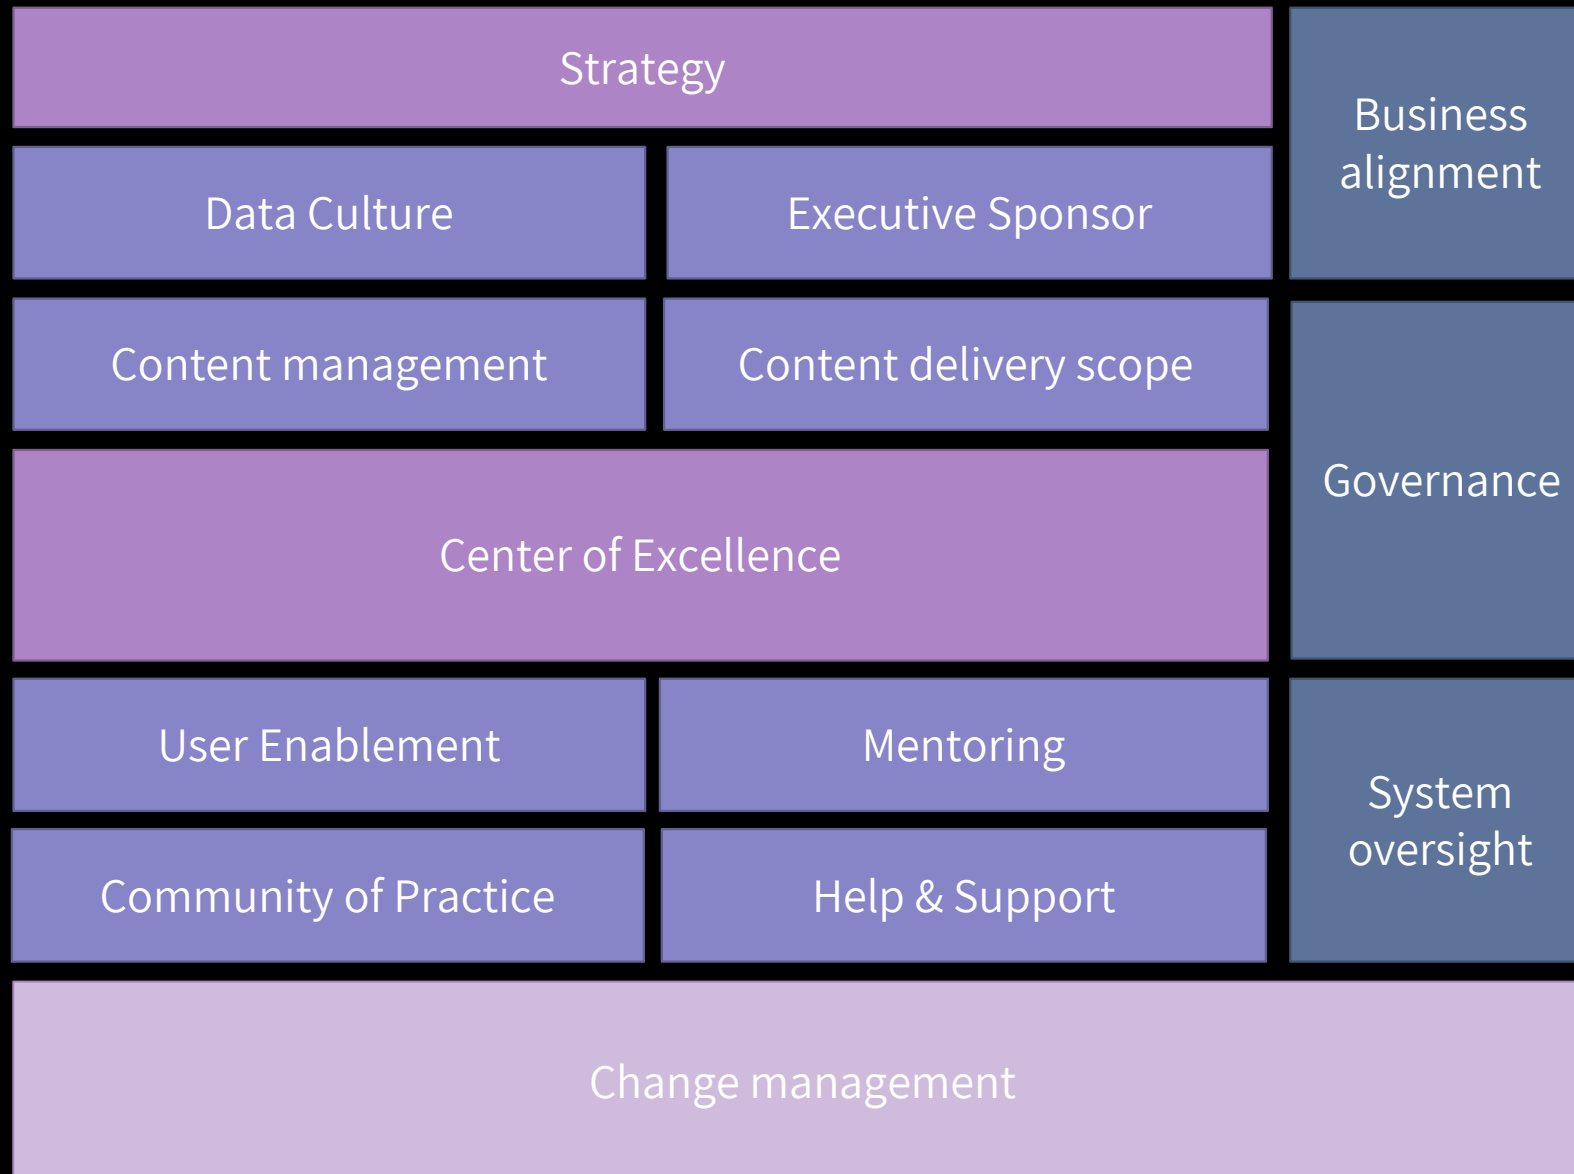 Strategy
Business
alignment
Data Culture
Executive Sponsor
Content management
Content delivery scope
Governance
Center of Excellence
User Enablement
Mentoring
System
oversight
Community of Practice
Help & Support
Change management